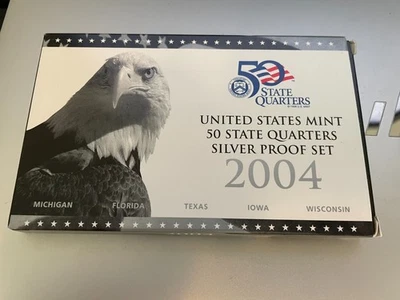 50
STATE
QUARTERS
UNITED STATES MINT
50 STATE QUARTERS
SILVER PROOF SET
2004
MICHIGAN FLORIDA TEXAS IOWA WISCONSIN